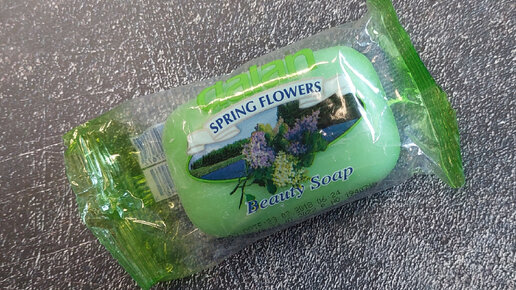 dalan
SPRING FLOWERS
Beauty Soap